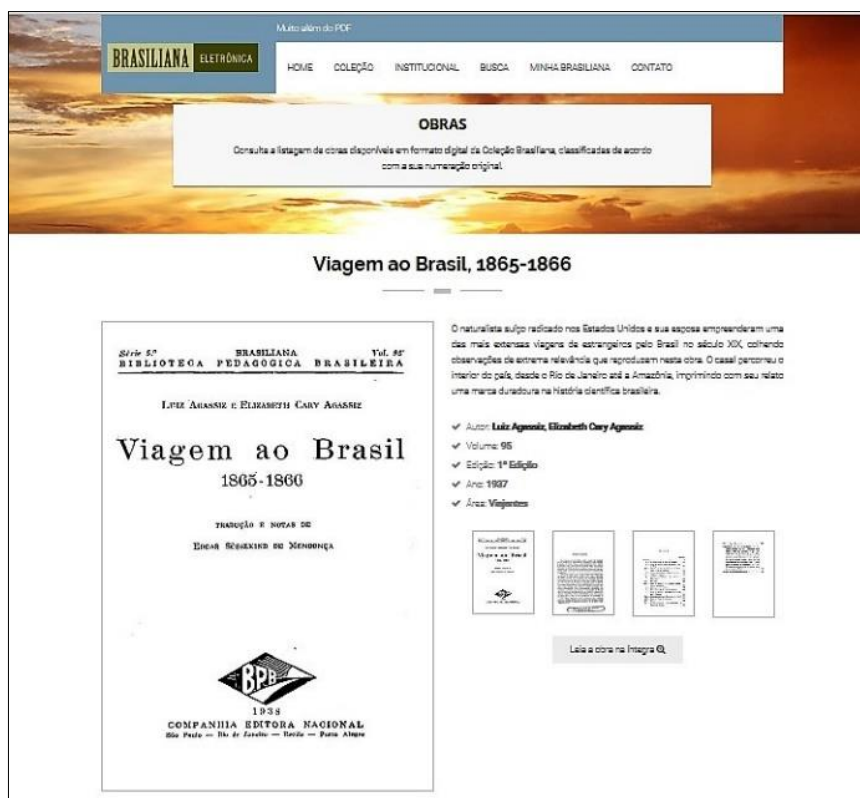 Muito além do PDF
BRASILIANA ELETRÔNICA
HOME COLEÇÃO INSTITUCIONAL BUSCA MINHA BRASILIANA CONTATO
OBRAS
Consulte a listagem de obras disponíveis em formato digital da Coleção Brasiliana, classificadas de acordo
com a sua numeração original.
Viagem ao Brasil, 1865-1866
Série 5.ª BRASILIANA Vol. 95
BIBLIOTECA PEDAGOGICA BRASILEIRA
LUIZ AGASSIZ E ELIZABETH CARY AGASSIZ
Viagem ao Brasil
1865-1866
TRADUÇÃO E NOTAS DE
EDGAR SÜSSEKIND DE MENDONÇA
BPB
1938
COMPANHIA EDITORA NACIONAL
São Paulo — Rio de Janeiro — Recife — Porto Alegre
O naturalista suíço radicado nos Estados Unidos e sua esposa empreenderam uma
das mais extensas viagens de estrangeiros pelo Brasil no século XIX, colhendo
observações de extrema relevância que reproduzem nesta obra. O casal percorreu o
interior do país, desde o Rio de Janeiro até a Amazônia, imprimindo com seu relato
uma marca duradoura na história científica brasileira.
Autor: Luiz Agassiz, Elizabeth Cary Agassiz
Volume: 95
Edição: 1ª Edição
Ano: 1937
Área: Viajantes
Viagem ao Brasil
Leia a obra na íntegra